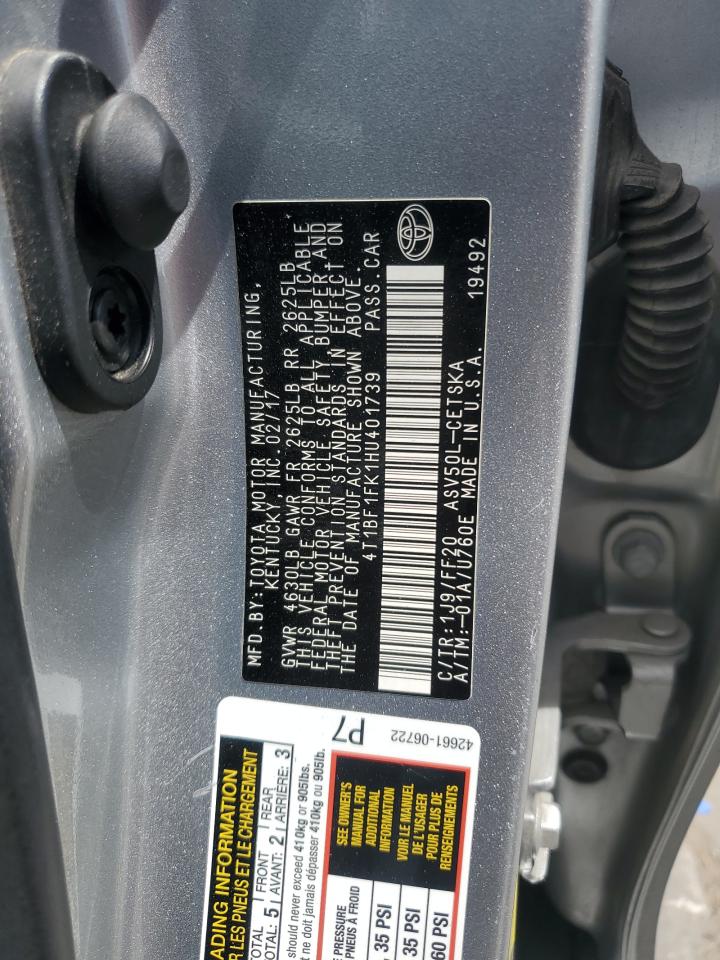 MFD.BY:TOYOTA MOTOR MANUFACTURING,
KENTUCKY, INC. 02/17
GVWR 4630LB GAWR FR 2625LB RR 2625LB
THIS VEHICLE CONFORMS TO ALL APPLICABLE
FEDERAL MOTOR VEHICLE SAFETY, BUMPER AND
THEFT PREVENTION STANDARDS IN EFFECT ON
THE DATE OF MANUFACTURE SHOWN ABOVE.
4T1BF1FK1HU401739 PASS.CAR
C/TR:1J9/FF20 ASV50L-CETSKA
A/TM:-01A/U760E MADE IN U.S.A. 19492
42661-06722
P7
ADING INFORMATION
R LES PNEUS ET LE CHARGEMENT
TOTAL | FRONT | REAR
TOTAL: 5 | AVANT: 2 | ARRIÈRE: 3
should never exceed 410kg or 905lbs.
t ne doit jamais dépasser 410kg ou 905lb.
PRESSURE
PNEUS À FROID
, 35 PSI
35 PSI
60 PSI
SEE OWNER'S
MANUAL FOR
ADDITIONAL
INFORMATION
VOIR LE MANUEL
DE L'USAGER
POUR PLUS DE
RENSEIGNEMENTS